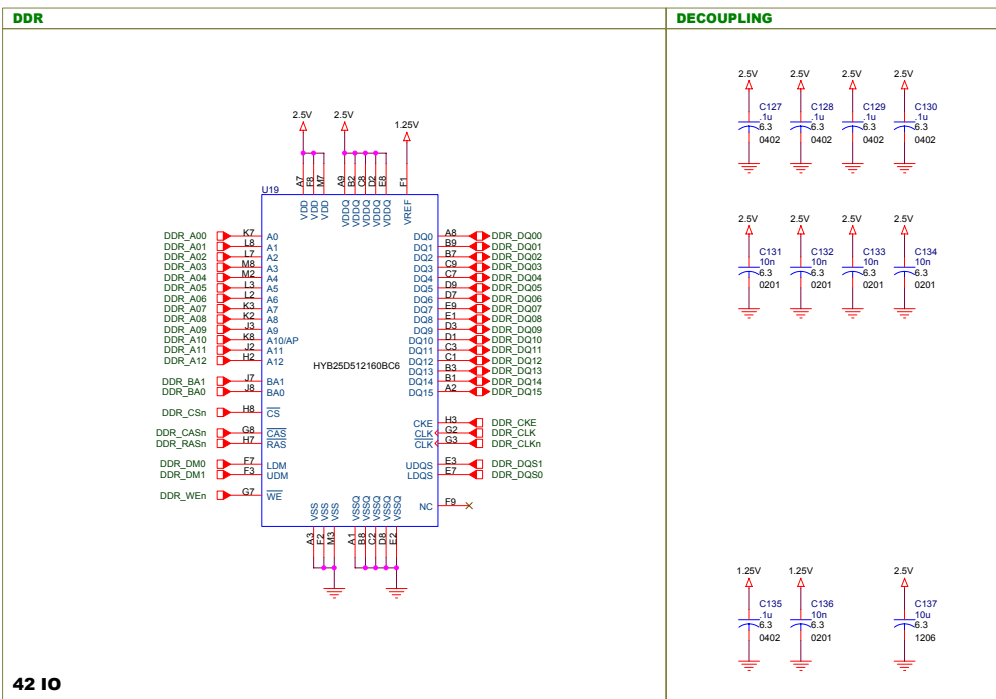 DDR
DECOUPLING
2.5V 2.5V 1.25V
A7 F8 M7 A9 B2 C8 D2 E8 F1
U19
VDD VDD VDD VDDQ VDDQ VDDQ VDDQ VDDQ VREF
DDR_A00 K7 A0 DQ0 A8 DDR_DQ00
DDR_A01 L8 A1 DQ1 B9 DDR_DQ01
DDR_A02 L7 A2 DQ2 B7 DDR_DQ02
DDR_A03 M8 A3 DQ3 C9 DDR_DQ03
DDR_A04 M2 A4 DQ4 C7 DDR_DQ04
DDR_A05 L3 A5 DQ5 D9 DDR_DQ05
DDR_A06 L2 A6 DQ6 D7 DDR_DQ06
DDR_A07 K3 A7 DQ7 E9 DDR_DQ07
DDR_A08 K2 A8 DQ8 E1 DDR_DQ08
DDR_A09 J3 A9 DQ9 D3 DDR_DQ09
DDR_A10 K8 A10/AP DQ10 D1 DDR_DQ10
DDR_A11 J2 A11 DQ11 C3 DDR_DQ11
DDR_A12 H2 A12 DQ12 C1 DDR_DQ12
HYB25D512160BC6
DQ13 B3 DDR_DQ13
DDR_BA1 J7 BA1 DQ14 B1 DDR_DQ14
DDR_BA0 J8 BA0 DQ15 A2 DDR_DQ15
DDR_CSn H8 CS
CKE H3 DDR_CKE
DDR_CASn G8 CAS CLK G2 DDR_CLK
DDR_RASn H7 RAS CLK G3 DDR_CLKn
DDR_DM0 F7 LDM UDQS E3 DDR_DQS1
DDR_DM1 F3 UDM LDQS E7 DDR_DQS0
DDR_WEn G7 WE
NC F9
VSS VSS VSS VSSQ VSSQ VSSQ VSSQ VSSQ
A3 F2 M3 A1 B8 C2 D8 E2
42 IO
2.5V 2.5V 2.5V 2.5V
C127 C128 C129 C130
.1u .1u .1u .1u
6.3 6.3 6.3 6.3
0402 0402 0402 0402
2.5V 2.5V 2.5V 2.5V
C131 C132 C133 C134
10n 10n 10n 10n
6.3 6.3 6.3 6.3
0201 0201 0201 0201
1.25V 1.25V 2.5V
C135 C136 C137
.1u 10n 10u
6.3 6.3 6.3
0402 0201 1206